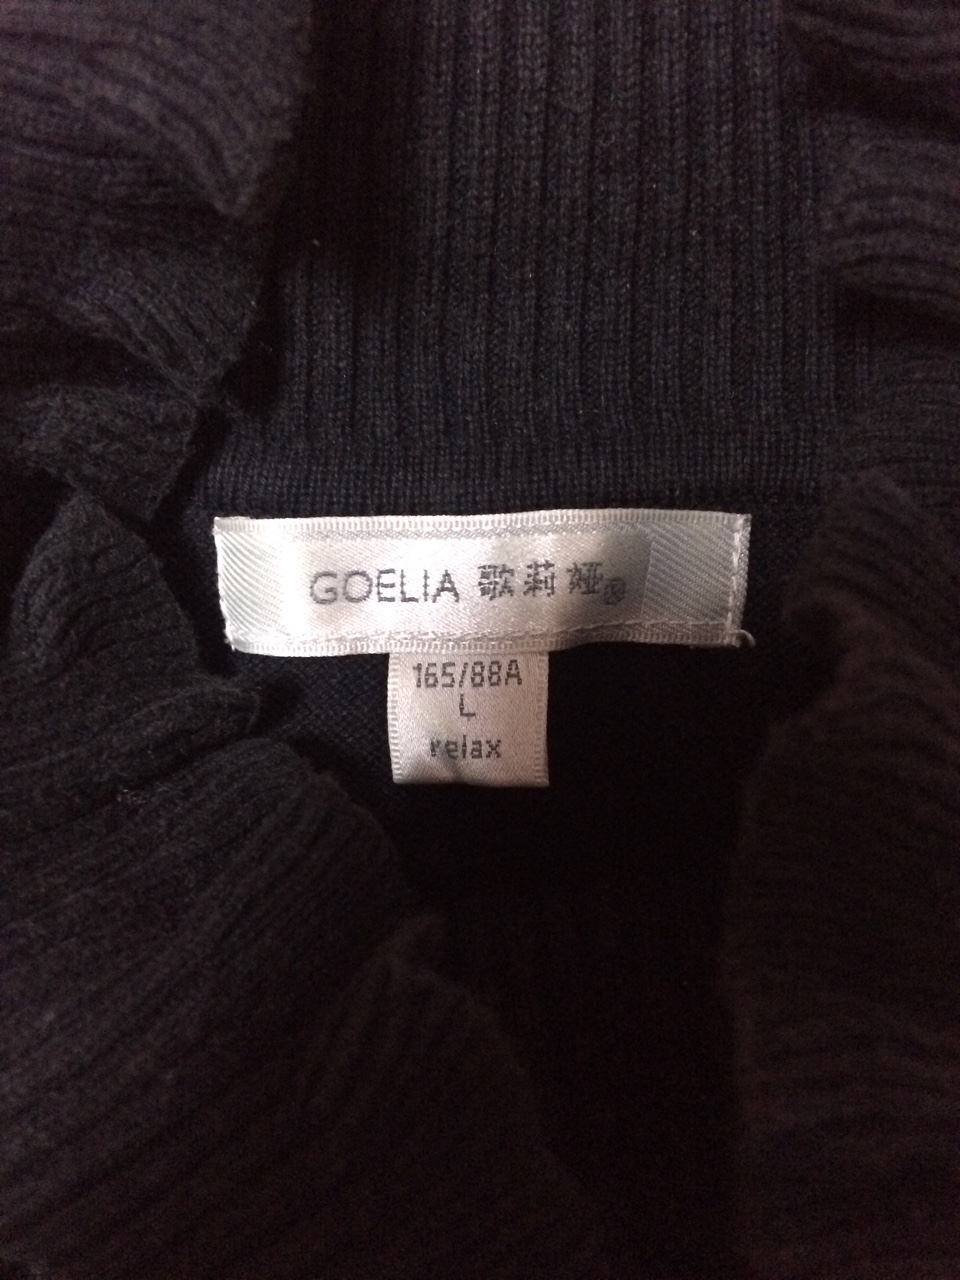 GOELIA 歌莉娅®
165/88A
L
relax